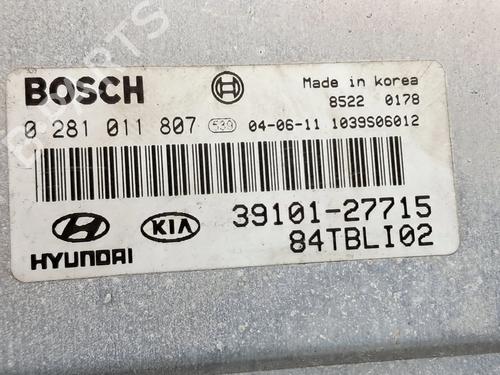 BOSCH
Made in korea
8522 0178
0 281 011 807 539 04-06-11 1039S06012
39101-27715
84TBLI02
HYUNDAI
KIA